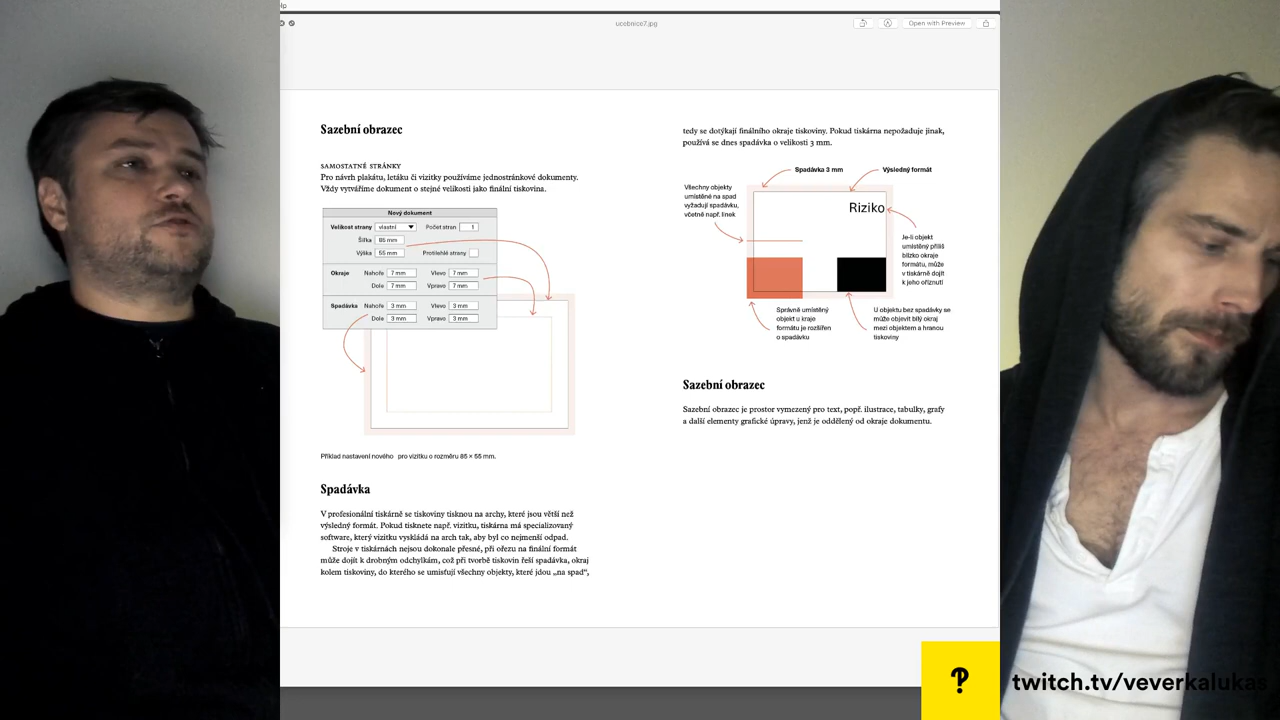 lp
ucebnice7.jpg
Open with Preview
Sazební obrazec
SAMOSTATNÉ STRÁNKY
Pro návrh plakátu, letáku či vizitky používáme jednostránkové dokumenty.
Vždy vytváříme dokument o stejné velikosti jako finální tiskovina.
Nový dokument
Velikost strany vlastní Počet stran 1
Šířka 85 mm
Výška 55 mm Protilehlé strany
Okraje Nahoře 7 mm Vlevo 7 mm
Dole 7 mm Vpravo 7 mm
Spadávka Nahoře 3 mm Vlevo 3 mm
Dole 3 mm Vpravo 3 mm
Příklad nastavení nového pro vizitku o rozměru 85 × 55 mm.
Spadávka
V profesionální tiskárně se tiskoviny tisknou na archy, které jsou větší než
výsledný formát. Pokud tisknete např. vizitku, tiskárna má specializovaný
software, který vizitku vyskládá na arch tak, aby byl co nejmenší odpad.
Stroje v tiskárnách nejsou dokonale přesné, při ořezu na finální formát
může dojít k drobným odchylkám, což při tvorbě tiskovin řeší spadávka, okraj
kolem tiskoviny, do kterého se umisťují všechny objekty, které jdou „na spad“,
tedy se dotýkají finálního okraje tiskoviny. Pokud tiskárna nepožaduje jinak,
používá se dnes spadávka o velikosti 3 mm.
Spadávka 3 mm
Výsledný formát
Všechny objekty
umístěné na spad
vyžadují spadávku,
včetně např. linek
Riziko
Je-li objekt
umístěný příliš
blízko okraje
formátu, může
v tiskárně dojít
k jeho oříznutí
Správně umístěný
objekt u kraje
formátu je rozšířen
o spadávku
U objektu bez spadávky se
může objevit bílý okraj
mezi objektem a hranou
tiskoviny
Sazební obrazec
Sazební obrazec je prostor vymezený pro text, popř. ilustrace, tabulky, grafy
a další elementy grafické úpravy, jenž je oddělený od okraje dokumentu.
?
twitch.tv/veverkalukas